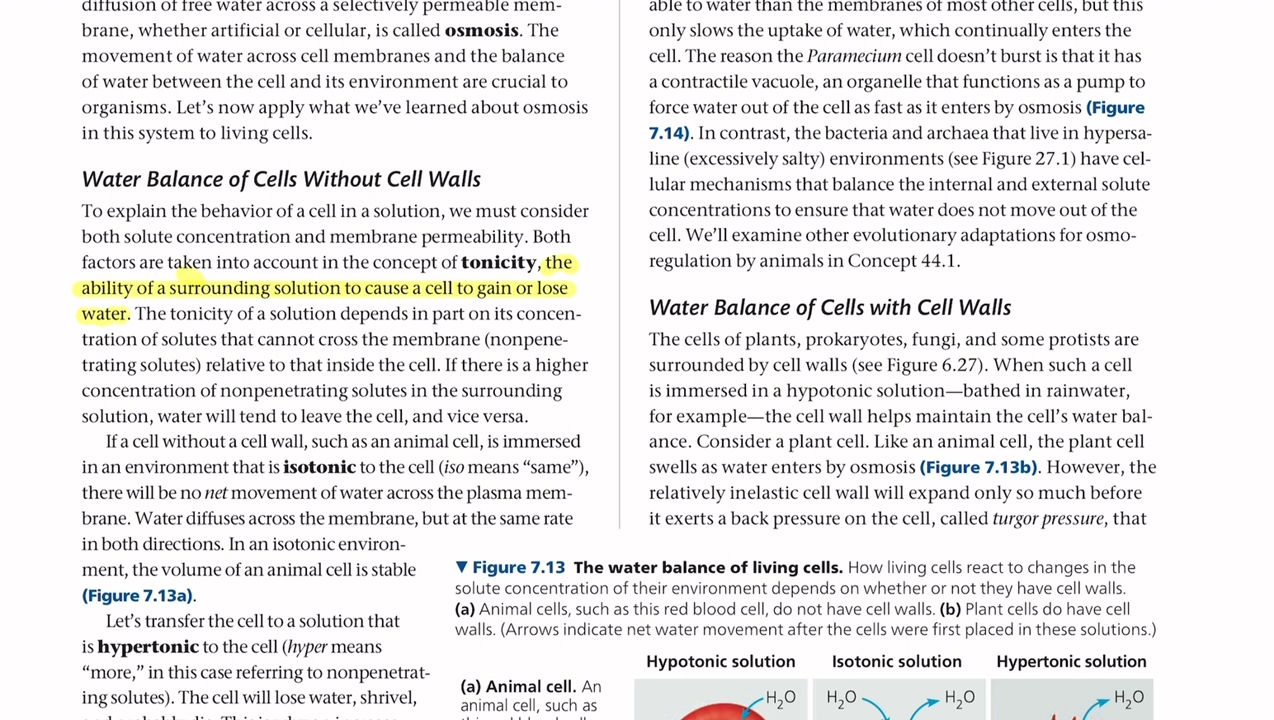 diffusion of free water across a selectively permeable mem-
brane, whether artificial or cellular, is called osmosis. The
movement of water across cell membranes and the balance
of water between the cell and its environment are crucial to
organisms. Let's now apply what we've learned about osmosis
in this system to living cells.
Water Balance of Cells Without Cell Walls
To explain the behavior of a cell in a solution, we must consider
both solute concentration and membrane permeability. Both
factors are taken into account in the concept of tonicity, the
ability of a surrounding solution to cause a cell to gain or lose
water. The tonicity of a solution depends in part on its concen-
tration of solutes that cannot cross the membrane (nonpene-
trating solutes) relative to that inside the cell. If there is a higher
concentration of nonpenetrating solutes in the surrounding
solution, water will tend to leave the cell, and vice versa.
If a cell without a cell wall, such as an animal cell, is immersed
in an environment that is isotonic to the cell (iso means “same”),
there will be no net movement of water across the plasma mem-
brane. Water diffuses across the membrane, but at the same rate
in both directions. In an isotonic environ-
ment, the volume of an animal cell is stable
(Figure 7.13a).
Let's transfer the cell to a solution that
is hypertonic to the cell (hyper means
“more,” in this case referring to nonpenetrat-
ing solutes). The cell will lose water, shrivel,
able to water than the membranes of most other cells, but this
only slows the uptake of water, which continually enters the
cell. The reason the Paramecium cell doesn't burst is that it has
a contractile vacuole, an organelle that functions as a pump to
force water out of the cell as fast as it enters by osmosis (Figure
7.14). In contrast, the bacteria and archaea that live in hypersa-
line (excessively salty) environments (see Figure 27.1) have cel-
lular mechanisms that balance the internal and external solute
concentrations to ensure that water does not move out of the
cell. We'll examine other evolutionary adaptations for osmo-
regulation by animals in Concept 44.1.
Water Balance of Cells with Cell Walls
The cells of plants, prokaryotes, fungi, and some protists are
surrounded by cell walls (see Figure 6.27). When such a cell
is immersed in a hypotonic solution—bathed in rainwater,
for example—the cell wall helps maintain the cell's water bal-
ance. Consider a plant cell. Like an animal cell, the plant cell
swells as water enters by osmosis (Figure 7.13b). However, the
relatively inelastic cell wall will expand only so much before
it exerts a back pressure on the cell, called turgor pressure, that
▼ Figure 7.13 The water balance of living cells. How living cells react to changes in the
solute concentration of their environment depends on whether or not they have cell walls.
(a) Animal cells, such as this red blood cell, do not have cell walls. (b) Plant cells do have cell
walls. (Arrows indicate net water movement after the cells were first placed in these solutions.)
Hypotonic solution Isotonic solution Hypertonic solution
(a) Animal cell. An
animal cell, such as
H₂O H₂O H₂O H₂O